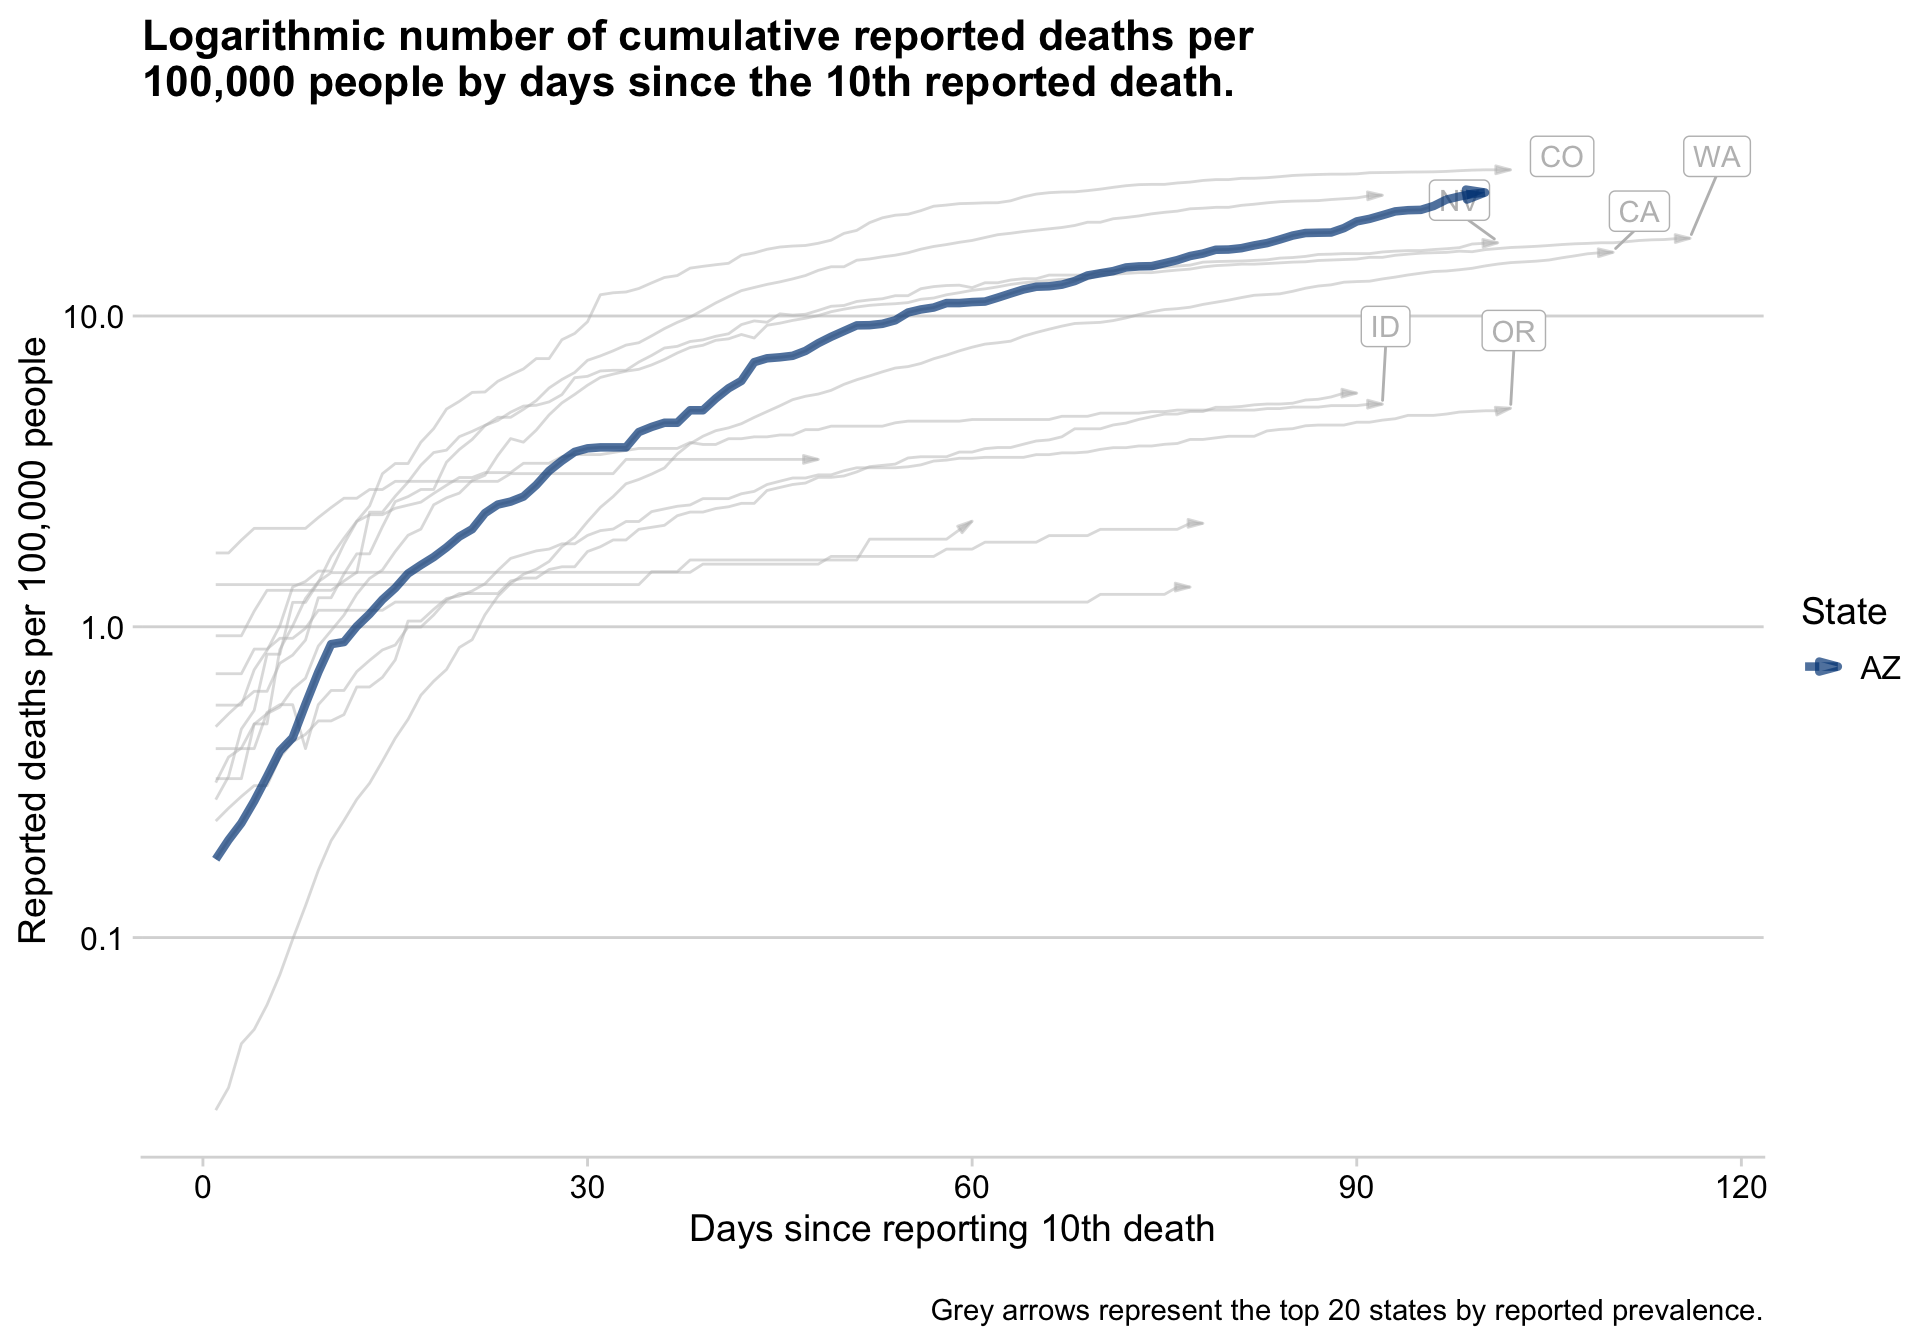 Logarithmic number of cumulative reported deaths per
100,000 people by days since the 10th reported death.
CO
WA
NV
CA
10.0
ID
OR
Reported deaths per 100,000 people
State
1.0
AZ
0.1
0 30 60 90 120
Days since reporting 10th death
Grey arrows represent the top 20 states by reported prevalence.